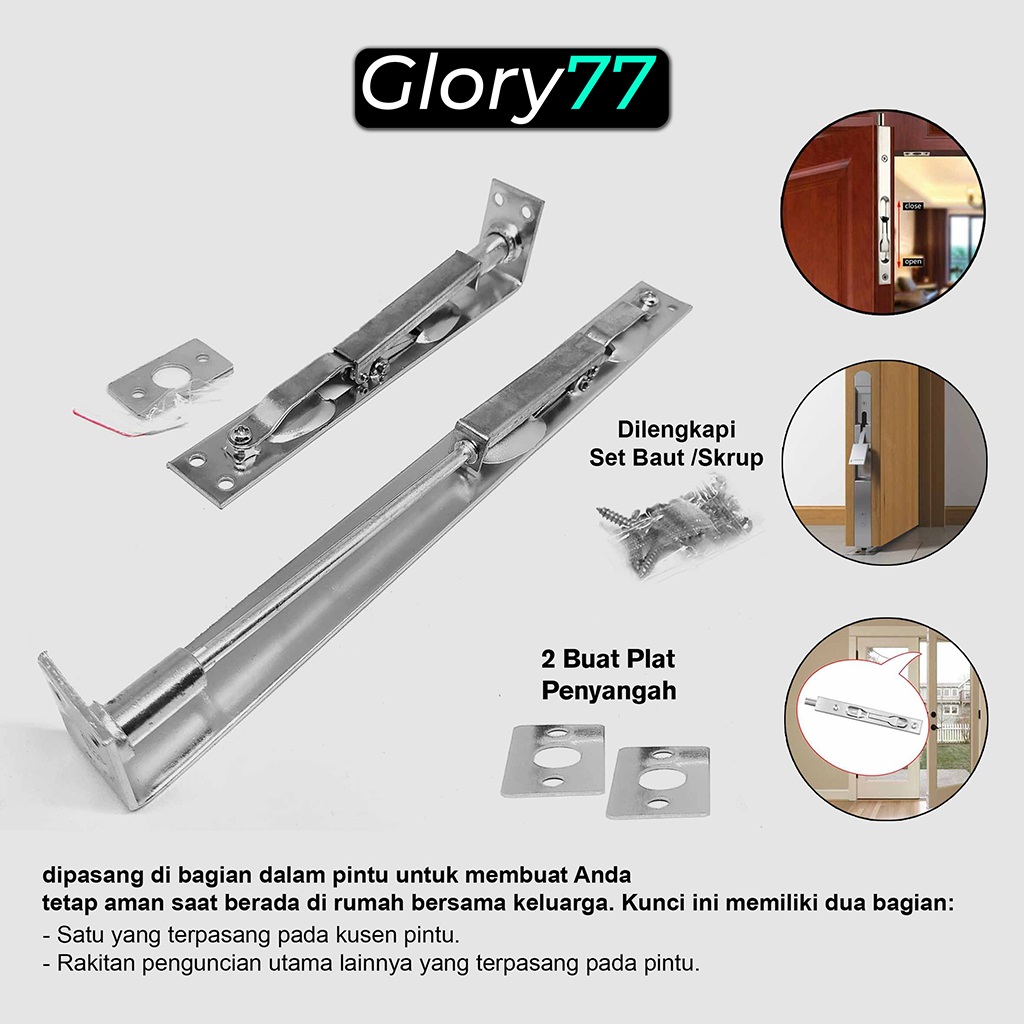 Glory77
close
open
Dilengkapi
Set Baut /Skrup
2 Buat Plat
Penyangah
dipasang di bagian dalam pintu untuk membuat Anda
tetap aman saat berada di rumah bersama keluarga. Kunci ini memiliki dua bagian:
- Satu yang terpasang pada kusen pintu.
- Rakitan penguncian utama lainnya yang terpasang pada pintu.